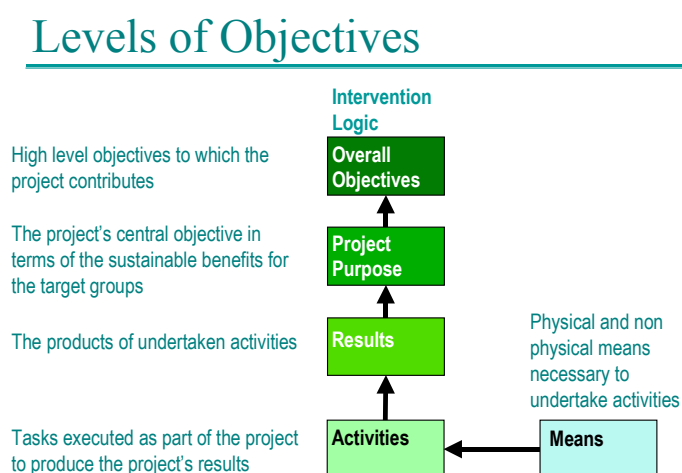 Levels of Objectives
Intervention
Logic
High level objectives to which the
project contributes
Overall
Objectives
The project's central objective in
terms of the sustainable benefits for
the target groups
Project
Purpose
The products of undertaken activities
Results
Physical and non
physical means
necessary to
undertake activities
Tasks executed as part of the project
to produce the project's results
Activities
Means